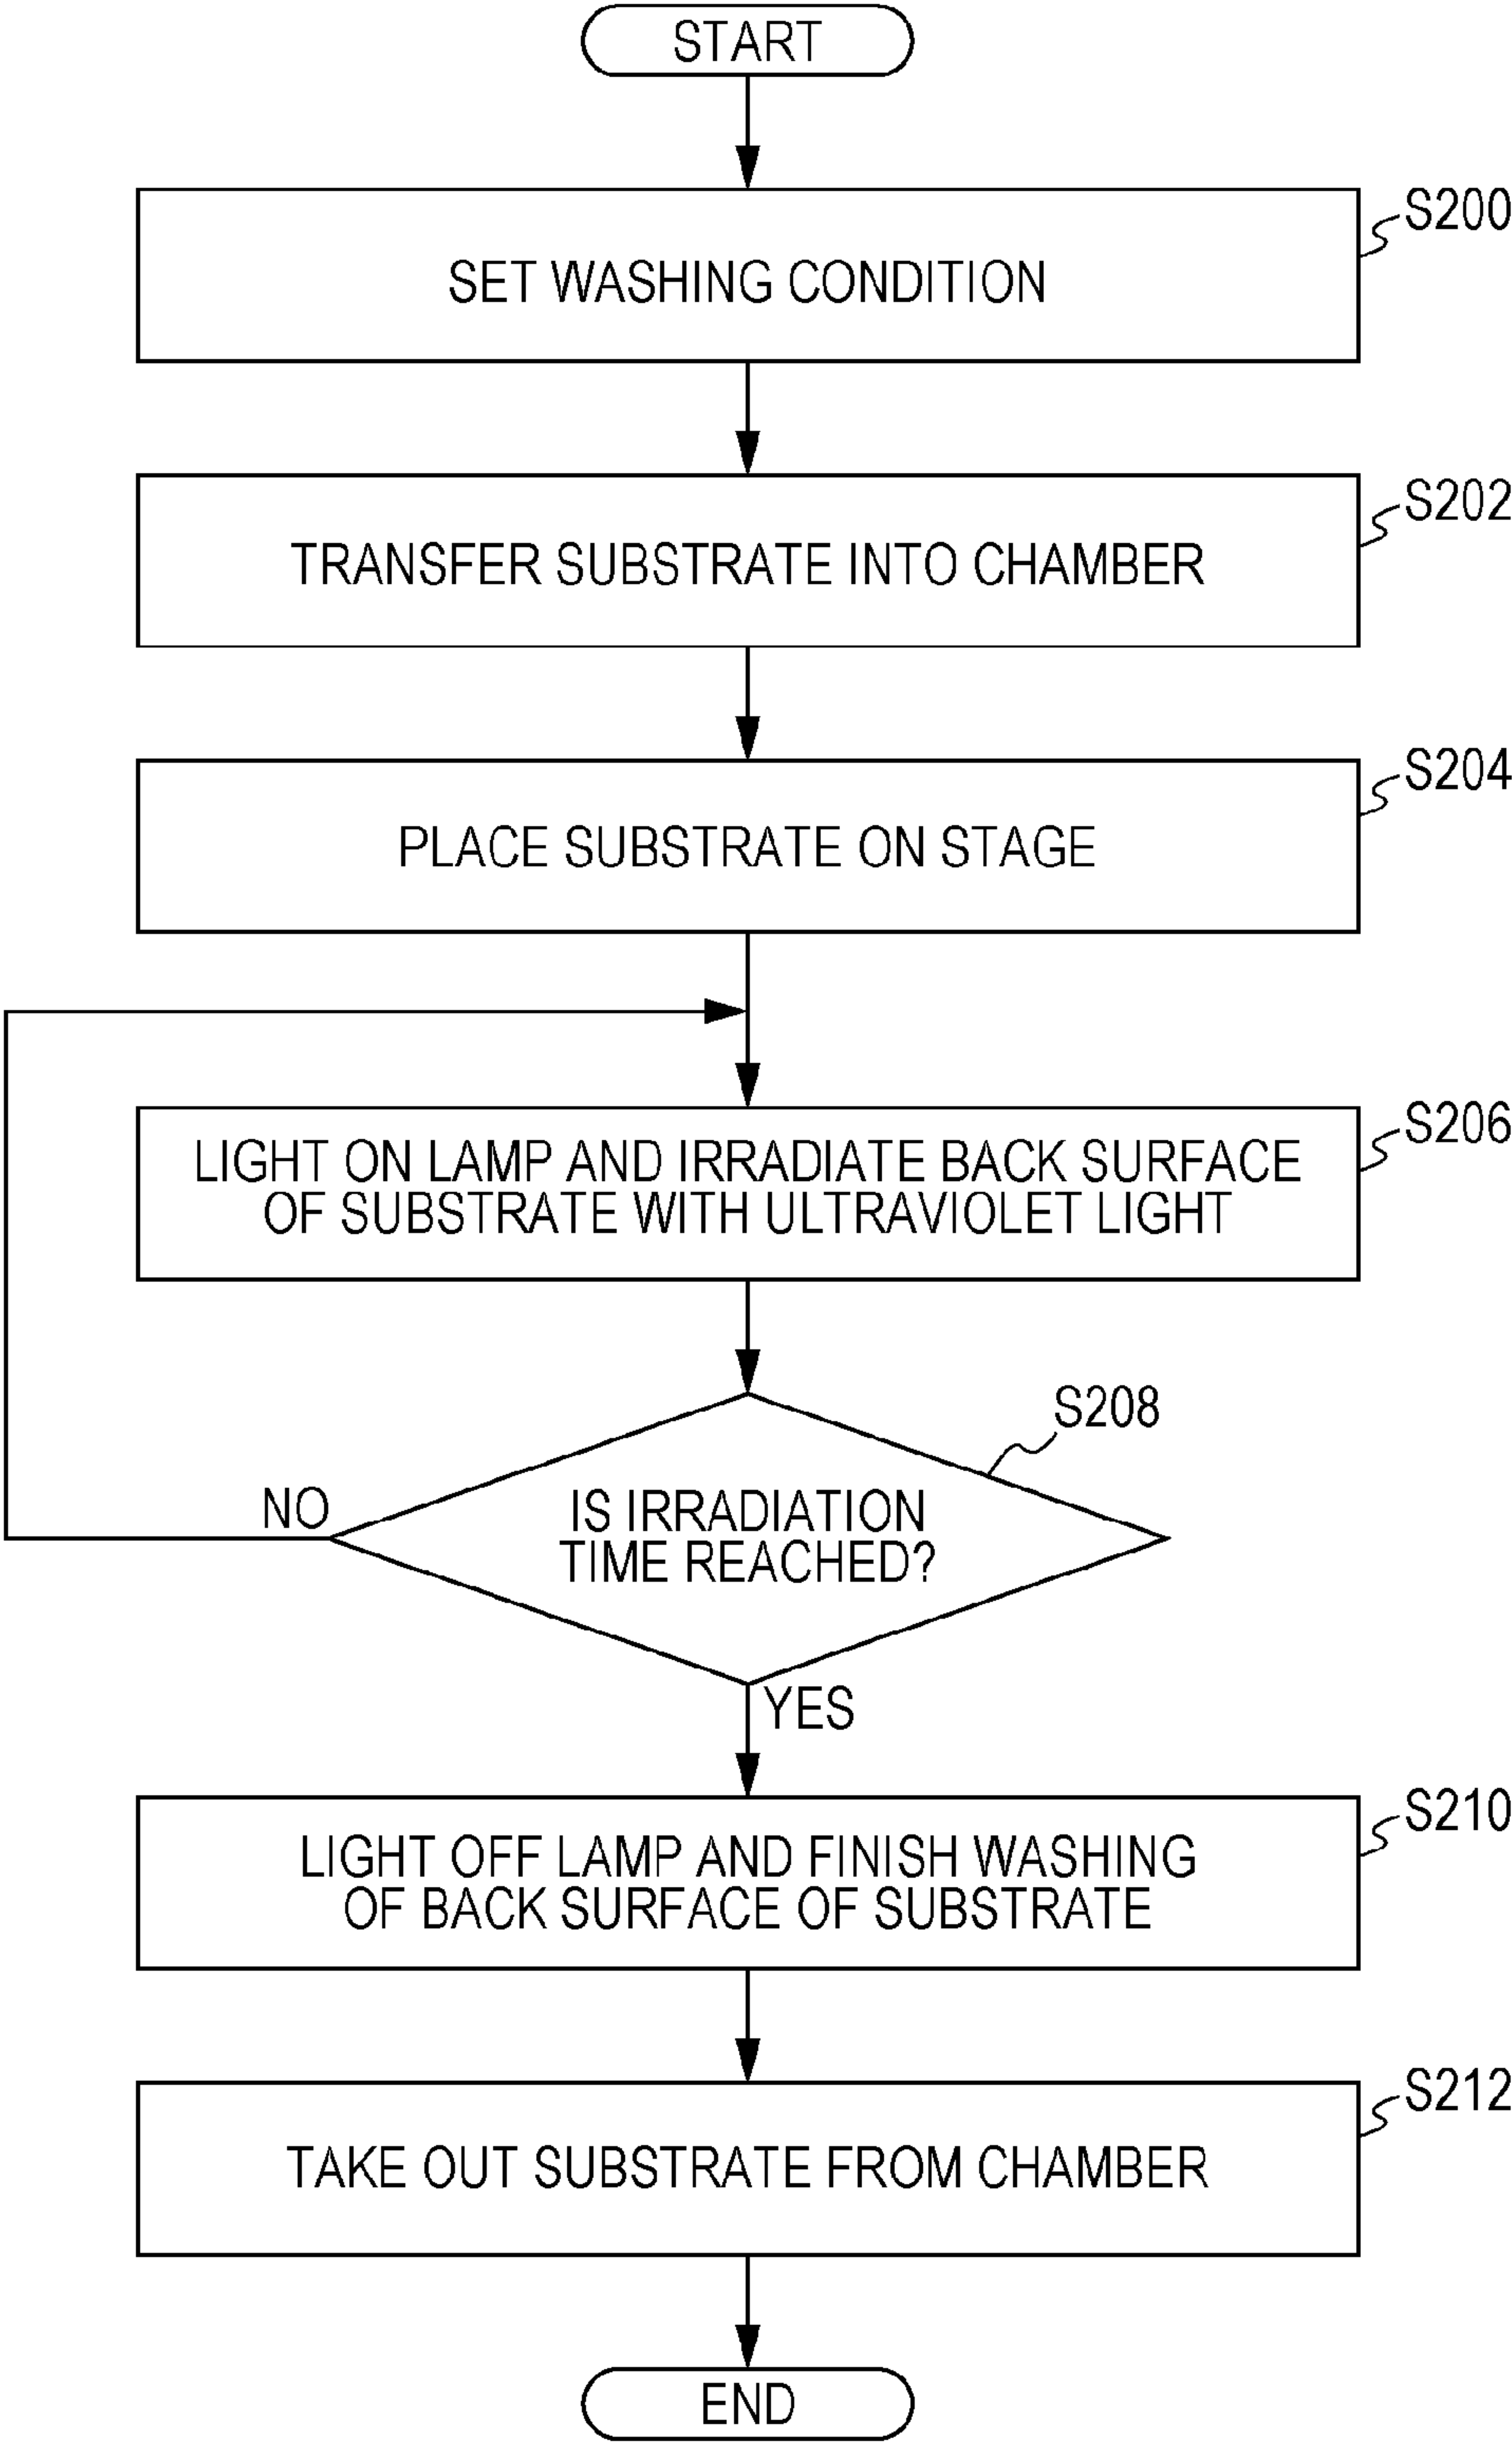 START
S200
SET WASHING CONDITION
S202
TRANSFER SUBSTRATE INTO CHAMBER
S204
PLACE SUBSTRATE ON STAGE
S206
LIGHT ON LAMP AND IRRADIATE BACK SURFACE
OF SUBSTRATE WITH ULTRAVIOLET LIGHT
S208
NO
IS IRRADIATION
TIME REACHED?
YES
S210
LIGHT OFF LAMP AND FINISH WASHING
OF BACK SURFACE OF SUBSTRATE
S212
TAKE OUT SUBSTRATE FROM CHAMBER
END